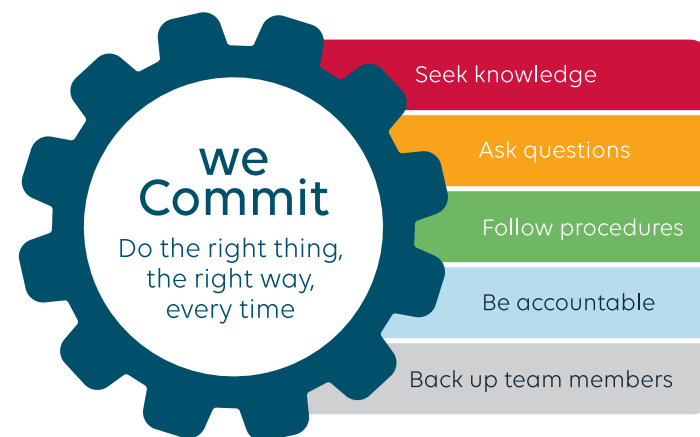 we
Commit
Do the right thing,
the right way,
every time
Seek knowledge
Ask questions
Follow procedures
Be accountable
Back up team members